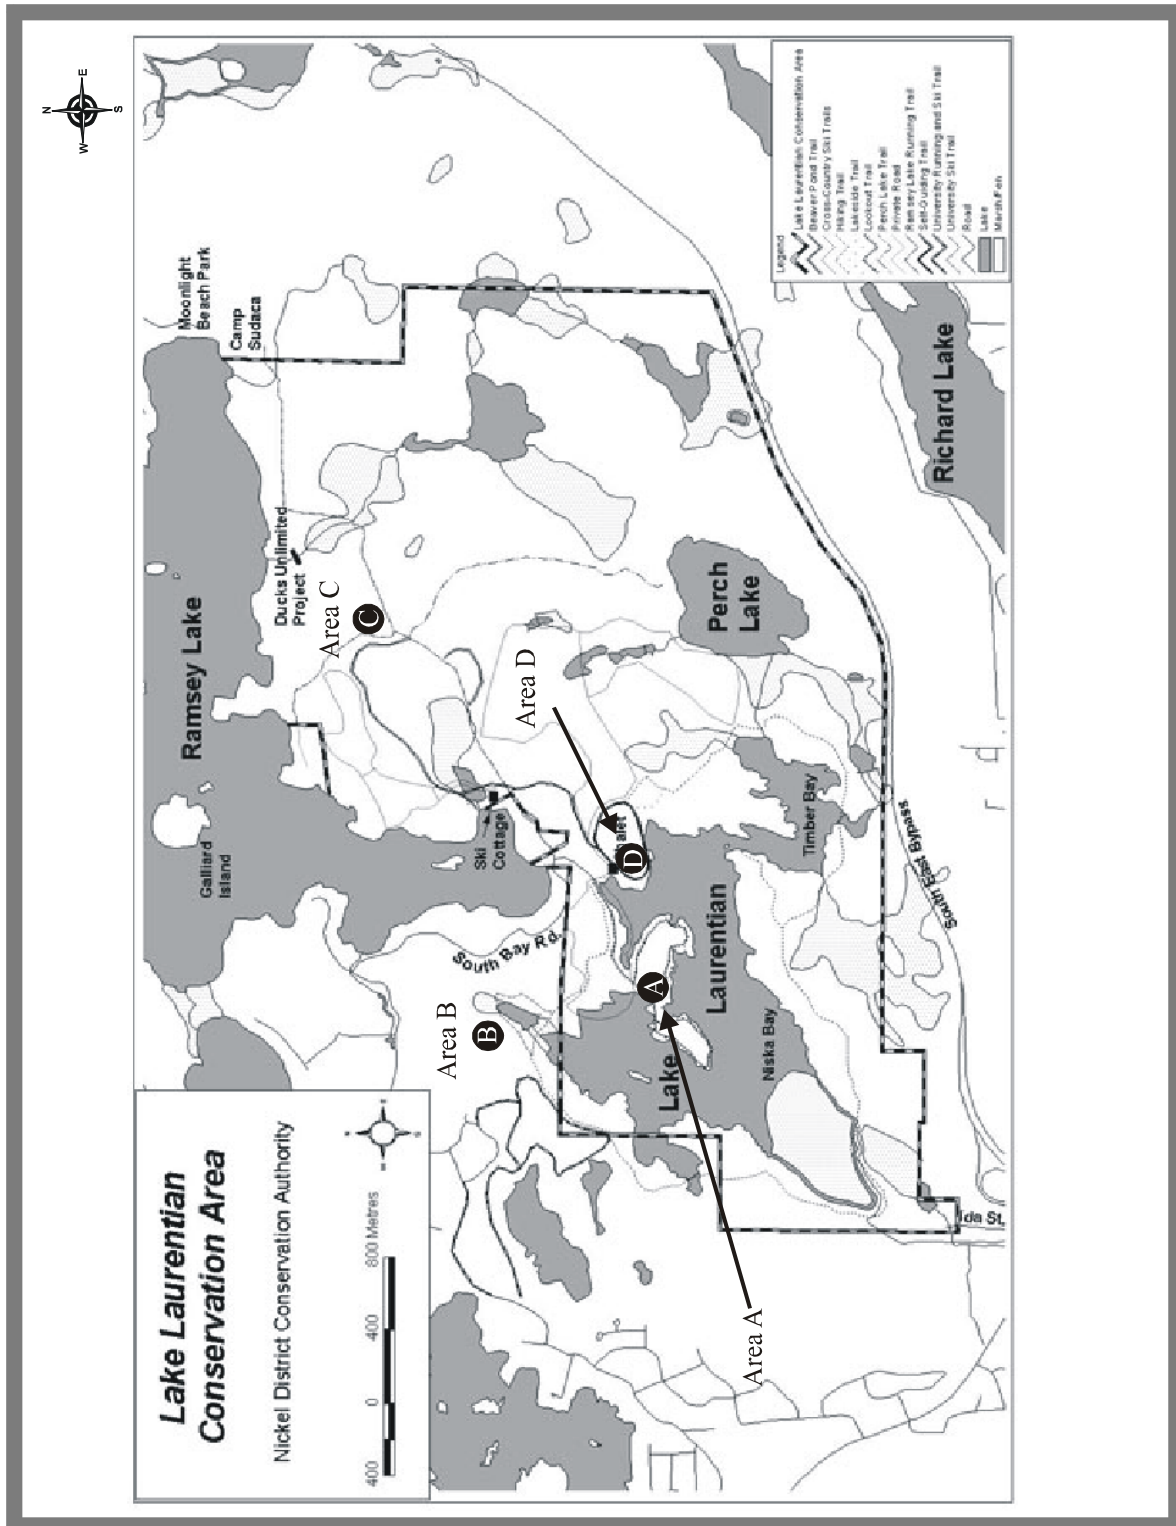 Lake Laurentian
Conservation Area
Nickel District Conservation Authority
400 0 400 800 Metres
N
E
S
W
Moonlight
Beach Park
Camp
Sudaca
Ramsey Lake
Galliard
Island
Ducks Unlimited
Project
Area C
C
Ski
Cottage
South Bay Rd.
Area B
B
Area D
D
alet
Area A
A
Lake
Laurentian
Niska Bay
Timber Bay
Perch
Lake
Richard Lake
South East Bypass
Ida St.
Legend
Lake Laurentian Conservation Area
Beaver Pond Trail
Cross-Country Ski Trails
Hiking Trail
Lakeside Trail
Lookout Trail
Perch Lake Trail
Private Road
Ramsey Lake Running Trail
Self-Guiding Trail
University Running and Ski Trail
University Ski Trail
Road
Lake
Marsh/Fen